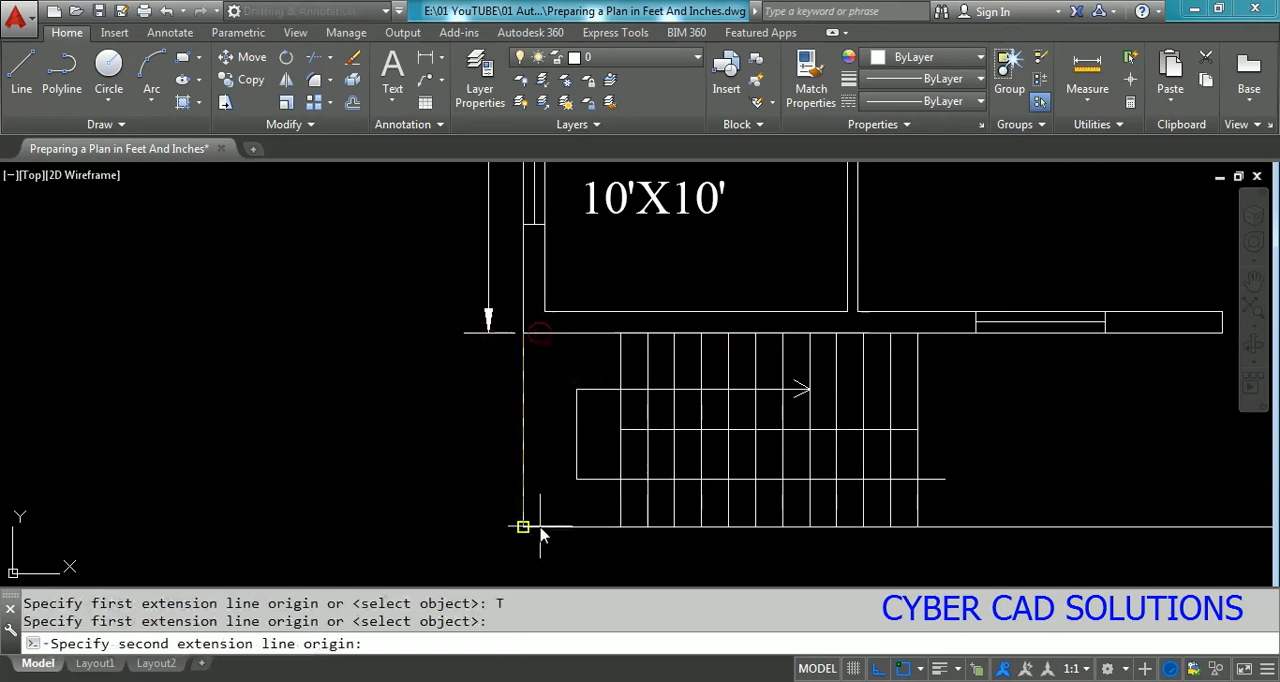 E:\01 YouTUBE\01 Aut...\Preparing a Plan in Feet And Inches.dwg
Type a keyword or phrase
Sign In
Drafting & Annotation
Home Insert Annotate Parametric View Manage Output Add-ins Autodesk 360 Express Tools BIM 360 Featured Apps
Line Polyline Circle Arc
Move
Copy
Text
Layer Properties
0
Insert
Match Properties
ByLayer
ByLayer
ByLayer
Group
Measure
Paste
Base
Draw Modify Annotation Layers Block Properties Groups Utilities Clipboard View
Preparing a Plan in Feet And Inches*
[−][Top][2D Wireframe]
10'X10'
Y
X
Specify first extension line origin or <select object>: T
Specify first extension line origin or <select object>:
-Specify second extension line origin:
CYBER CAD SOLUTIONS
Model Layout1 Layout2 +
MODEL
1:1